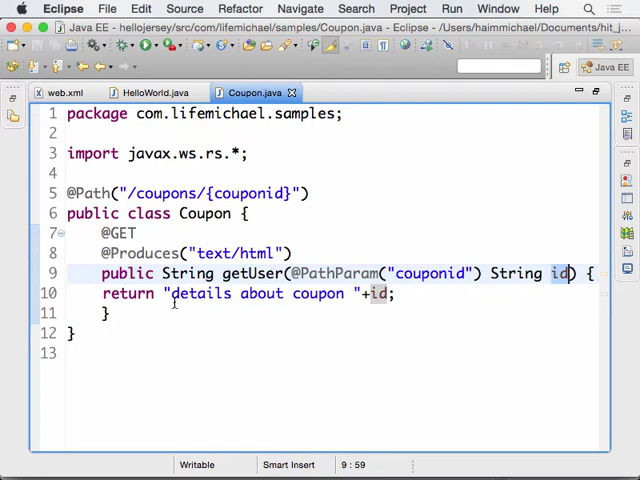 Eclipse File Edit Source Refactor Navigate Search Project Run Window Help
Java EE - hellojersey/src/com/lifemichael/samples/Coupon.java - Eclipse - /Users/haimmichael/Documents/hit_j
Java EE
web.xml HelloWorld.java Coupon.java
1 package com.lifemichael.samples;
2
3 import javax.ws.rs.*;
4
5 @Path("/coupons/{couponid}")
6 public class Coupon {
7 @GET
8 @Produces("text/html")
9 public String getUser(@PathParam("couponid") String id) {
10 return "details about coupon "+id;
11 }
12 }
13
Writable Smart Insert 9 : 59